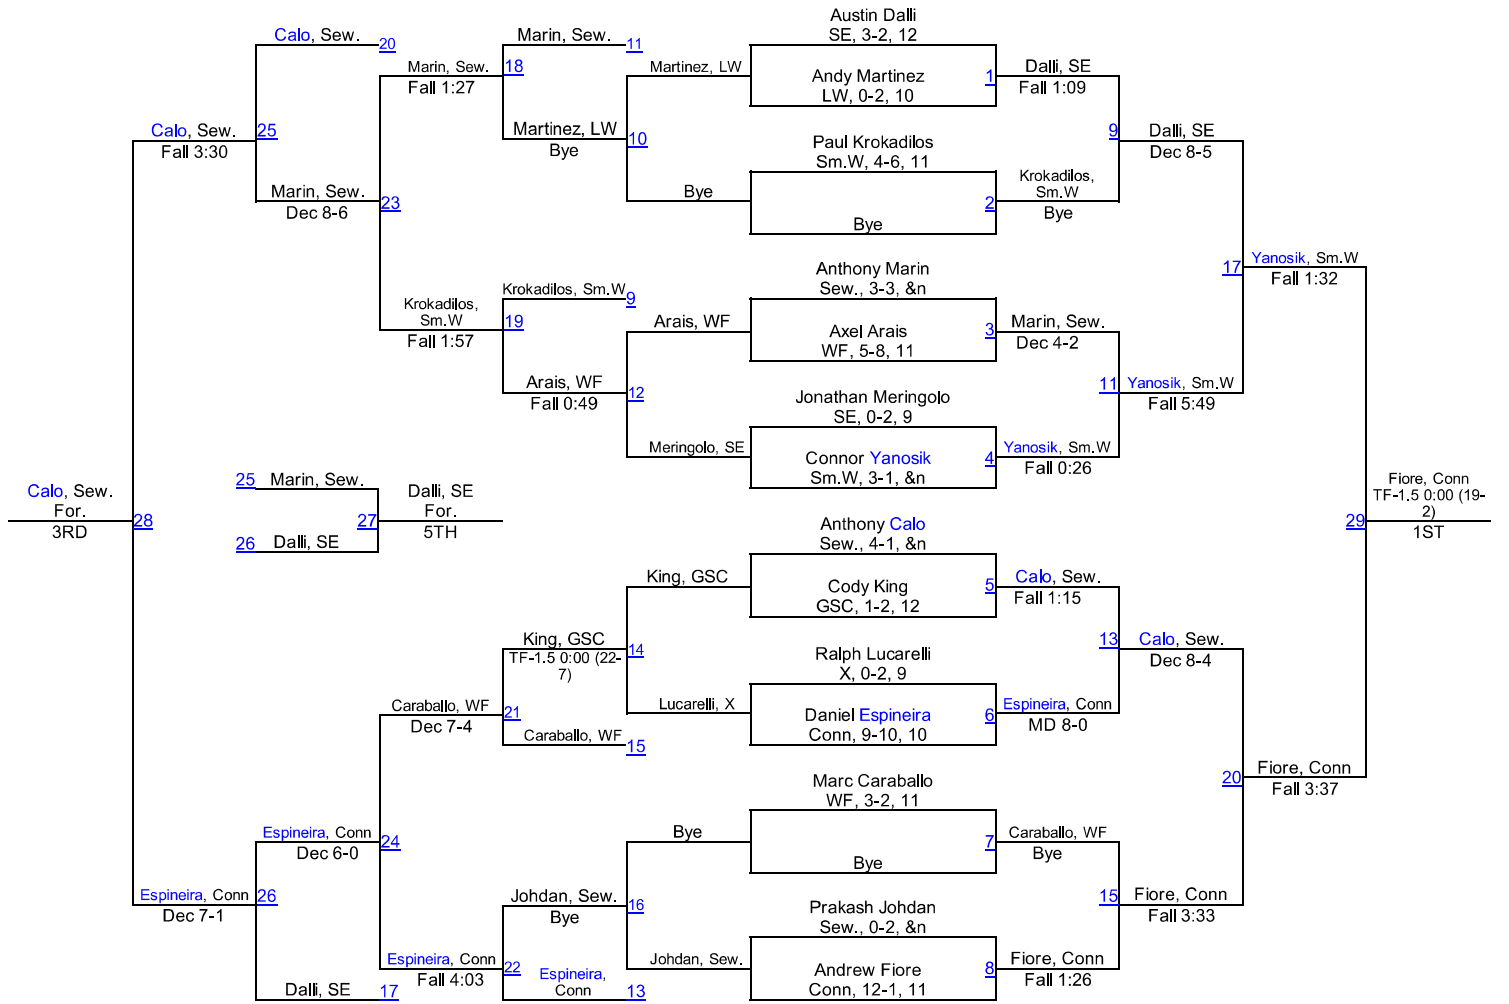 Austin Dalli
SE, 3-2, 12
Calo, Sew.
20
Marin, Sew.
11
Marin, Sew.
18
Fall 1:27
Martinez, LW
Andy Martinez
LW, 0-2, 10
1
Dalli, SE
Fall 1:09
Calo, Sew.
25
Fall 3:30
Martinez, LW
10
Bye
Paul Krokadilos
Sm.W, 4-6, 11
9
Dalli, SE
Dec 8-5
Marin, Sew.
23
Dec 8-6
Bye
Bye
2
Krokadilos,
Sm.W
Bye
Anthony Marin
Sew., 3-3, &n
17
Yanosik, Sm.W
Fall 1:32
Krokadilos,
Sm.W
19
Fall 1:57
Krokadilos, Sm.W
9
Arais, WF
Axel Arais
WF, 5-8, 11
3
Marin, Sew.
Dec 4-2
Arais, WF
12
Fall 0:49
Jonathan Meringolo
SE, 0-2, 9
11
Yanosik, Sm.W
Fall 5:49
Meringolo, SE
Connor Yanosik
Sm.W, 3-1, &n
4
Yanosik, Sm.W
Fall 0:26
Calo, Sew.
For.
28
3RD
25
Marin, Sew.
27
Dalli, SE
For.
5TH
26
Dalli, SE
Anthony Calo
Sew., 4-1, &n
29
Fiore, Conn
TF-1.5 0:00 (19-
2)
1ST
King, GSC
Cody King
GSC, 1-2, 12
5
Calo, Sew.
Fall 1:15
King, GSC
14
TF-1.5 0:00 (22-
7)
Ralph Lucarelli
X, 0-2, 9
13
Calo, Sew.
Dec 8-4
Caraballo, WF
21
Dec 7-4
Lucarelli, X
Daniel Espineira
Conn, 9-10, 10
6
Espineira, Conn
MD 8-0
Caraballo, WF
15
Marc Caraballo
WF, 3-2, 11
20
Fiore, Conn
Fall 3:37
Espineira, Conn
24
Dec 6-0
Bye
Bye
7
Caraballo, WF
Bye
Espineira, Conn
26
Dec 7-1
Johdan, Sew.
16
Bye
Prakash Johdan
Sew., 0-2, &n
15
Fiore, Conn
Fall 3:33
Espineira, Conn
22
Fall 4:03
Espineira,
Conn
13
Johdan, Sew.
Andrew Fiore
Conn, 12-1, 11
8
Fiore, Conn
Fall 1:26
Dalli, SE
17